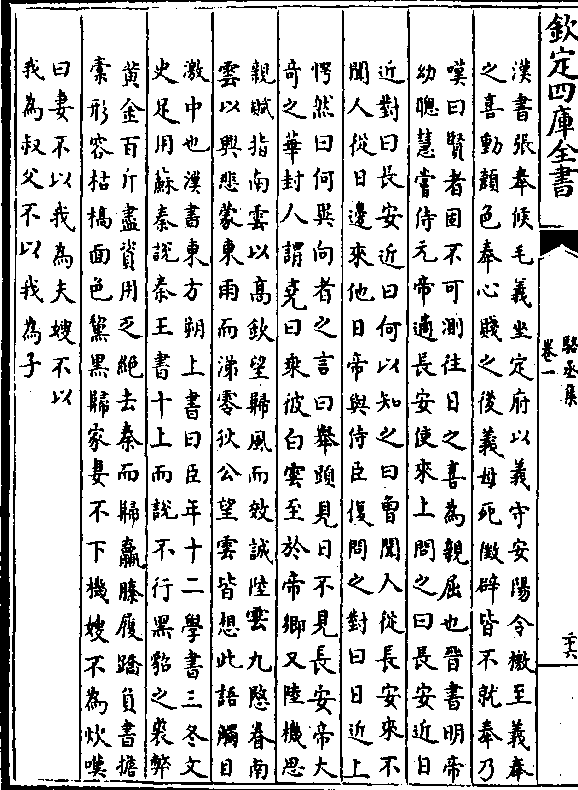 欽定四庫全書
駱丞集
卷一
二十六
漢書張奉候毛義坐定府以義守安陽令檄至義奉
之喜動顔色奉心賤之後義母死徵辟皆不就奉乃
嘆曰賢者固不可測往日之喜為親屈也晉書明帝
幼聰慧嘗侍元帝適長安使來上問之曰長安近日
近對曰長安近曰何以知之曰曾聞人從長安來不
聞人從日邊來他日帝與侍臣復問之對曰日近上
愕然曰何異向者之言曰舉頭見日不見長安帝大
奇之華封人謂堯曰乘彼白雲至於帝鄉又陸機思
親賦指南雲以髙欽望歸風而效誠陸雲九愍眷南
雲以興悲蒙東雨而涕零狄公望雲皆想此語觸目
激中也漢書東方朔上書曰臣年十二學書三冬文
史足用蘇秦說秦王書十上而說不行黑貂之裘弊
黄金百斤盡資用乏絶去秦而歸羸縢履蹻負書擔
橐形容枯槁面色黧黑歸家妻不下機嫂不為炊嘆
曰妻不以我為夫嫂不以
我為叔父不以我為子